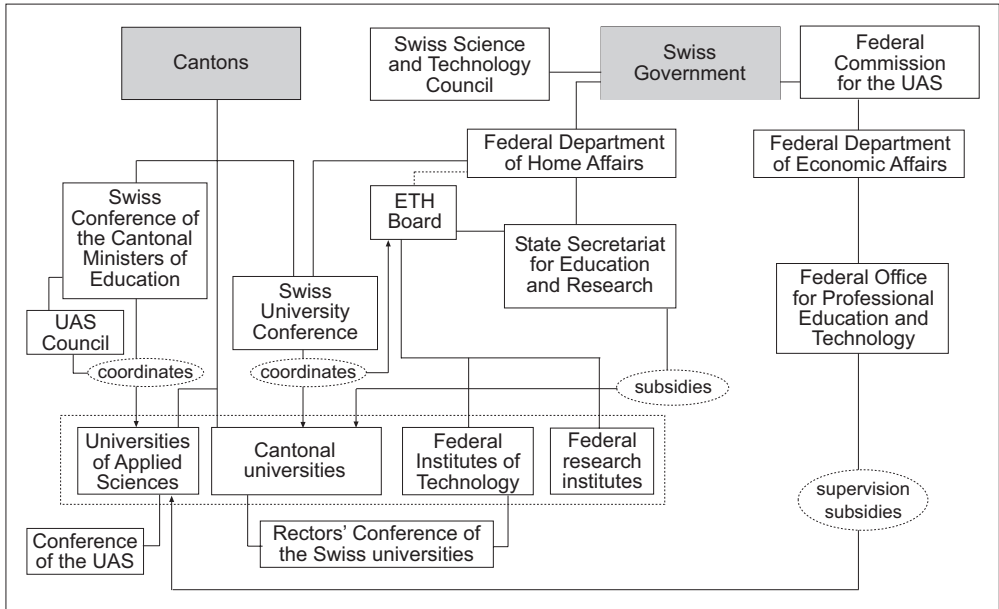 Cantons
Swiss Science
and Technology
Council
Swiss
Government
Federal
Commission
for the UAS
Federal Department
of Home Affairs
Federal Department
of Economic Affairs
Swiss
Conference of
the Cantonal
Ministers of
Education
ETH
Board
State Secretariat
for Education
and Research
Swiss
University
Conference
Federal Office
for Professional
Education and
Technology
UAS
Council
coordinates
coordinates
subsidies
Universities
of Applied
Sciences
Cantonal
universities
Federal
Institutes of
Technology
Federal
research
institutes
supervision
subsidies
Conference
of the UAS
Rectors' Conference of
the Swiss universities